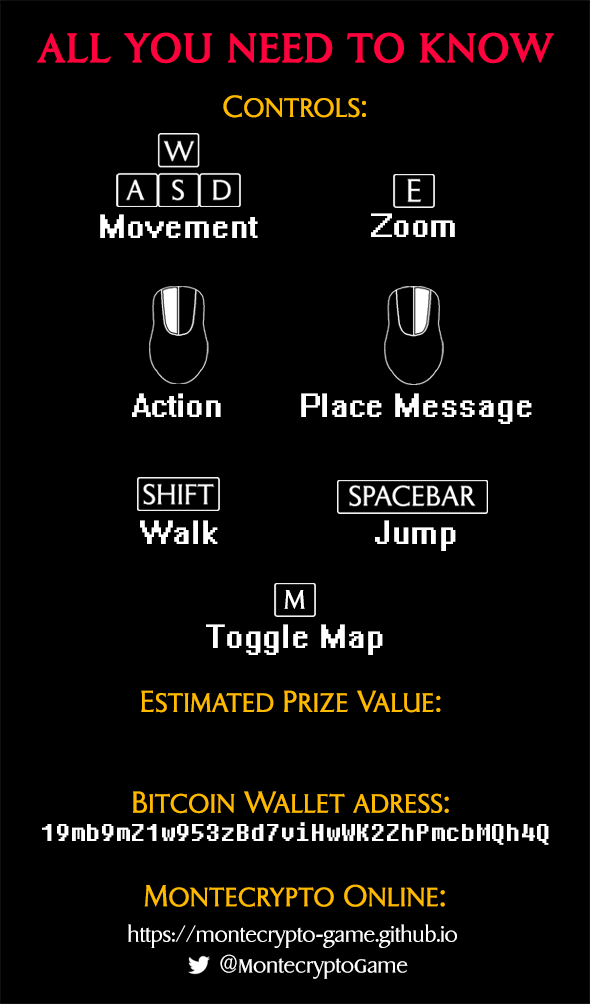 ALL YOU NEED TO KNOW
CONTROLS:
W
A S D
E
Movement
Zoom
Action
Place Message
SHIFT
SPACEBAR
Walk
Jump
M
Toggle Map
ESTIMATED PRIZE VALUE:
BITCOIN WALLET ADRESS:
19mb9mZ1w953zBd7viHwWK2ZhPmcbMQh4Q
MONTECRYPTO ONLINE:
https://montecrypto-game.github.io
@MONTECRYPTOGAME